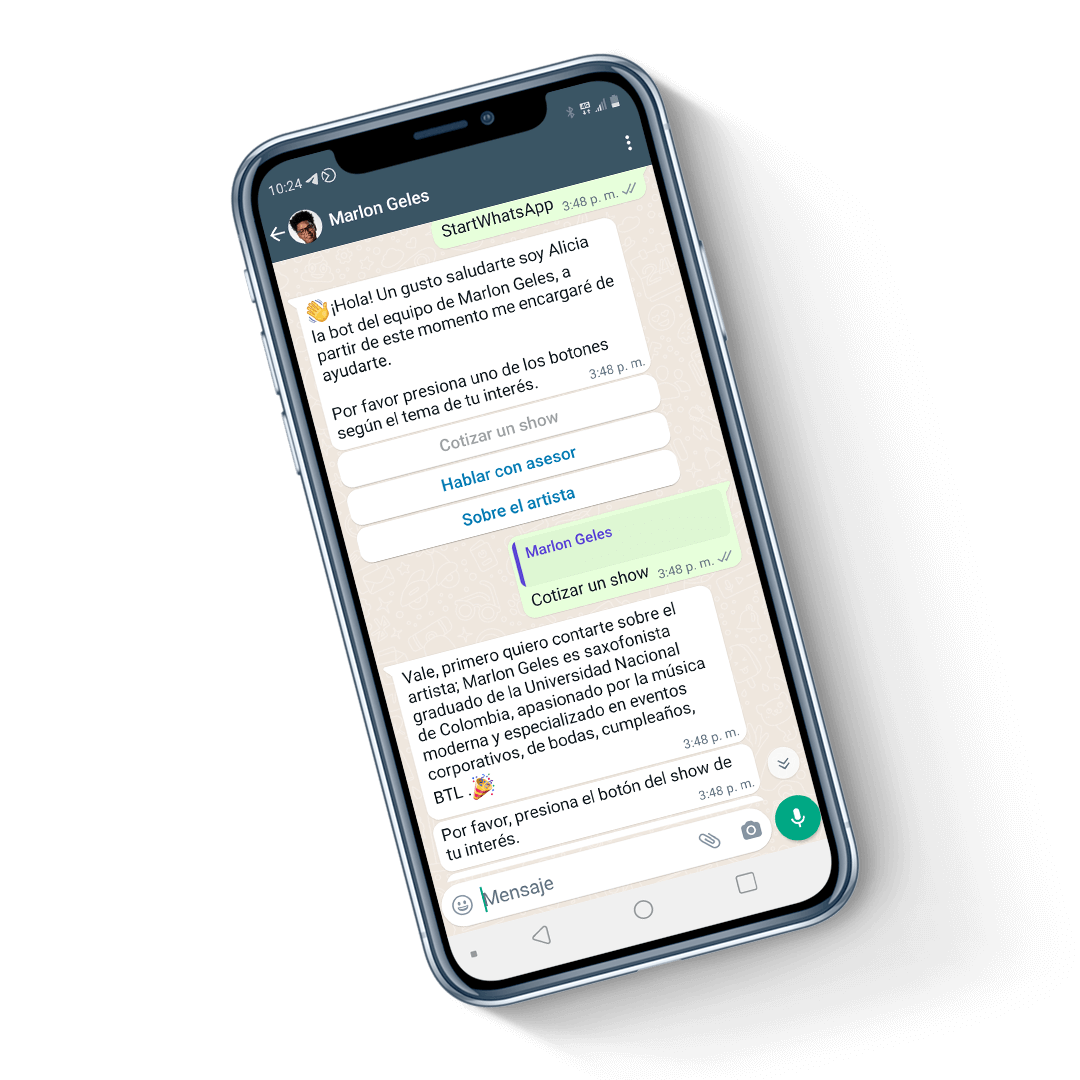 10:24
4G
Marlon Geles
StartWhatsApp 3:48 p. m.
👋¡Hola! Un gusto saludarte soy Alicia
la bot del equipo de Marlon Geles, a
partir de este momento me encargaré de
ayudarte.
Por favor presiona uno de los botones
según el tema de tu interés. 3:48 p. m.
Cotizar un show
Hablar con asesor
Sobre el artista
Marlon Geles
Cotizar un show 3:48 p. m.
Vale, primero quiero contarte sobre el
artista; Marlon Geles es saxofonista
graduado de la Universidad Nacional
de Colombia, apasionado por la música
moderna y especializado en eventos
corporativos, de bodas, cumpleaños,
BTL .🎉 3:48 p. m.
Por favor, presiona el botón del show de
tu interés. 3:48 p. m.
Mensaje